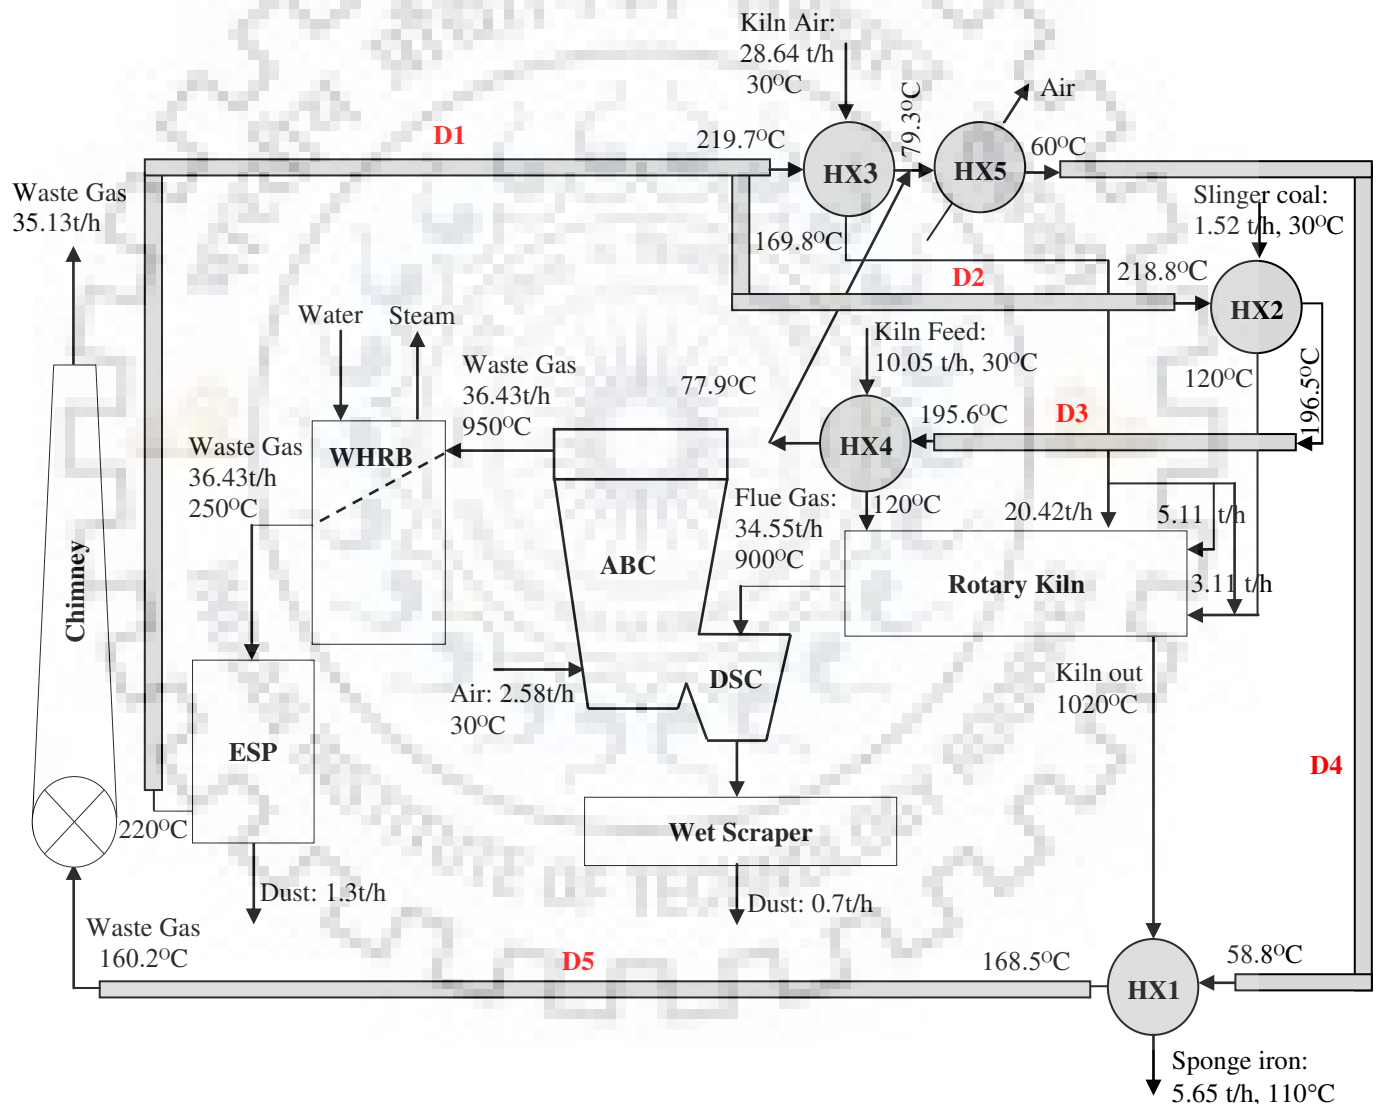 Kiln Air:
28.64 t/h
30°C
79.3°C
Air
D1
219.7°C
HX3
HX5
60°C
Waste Gas
35.13t/h
Slinger coal:
1.52 t/h, 30°C
169.8°C
D2
218.8°C
HX2
Water
Steam
Kiln Feed:
10.05 t/h, 30°C
Waste Gas
36.43t/h
950°C
77.9°C
120°C
196.5°C
195.6°C
D3
HX4
WHRB
Waste Gas
36.43t/h
250°C
Flue Gas:
34.55t/h
900°C
120°C
20.42t/h
5.11 t/h
ABC
Rotary Kiln
3.11 t/h
Chimney
DSC
Kiln out
1020°C
Air: 2.58t/h
30°C
ESP
D4
220°C
Wet Scraper
Dust: 1.3t/h
Dust: 0.7t/h
Waste Gas
160.2°C
D5
168.5°C
58.8°C
HX1
Sponge iron:
5.65 t/h, 110°C